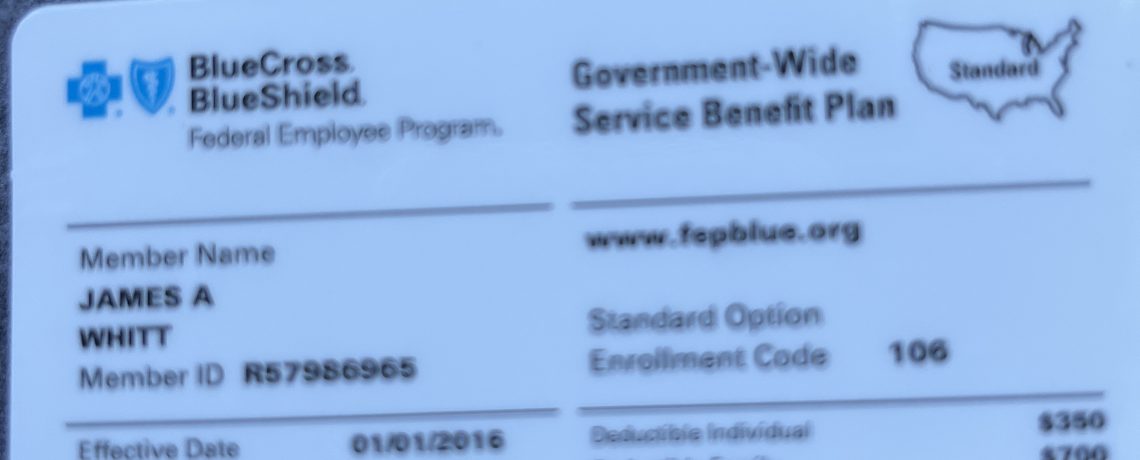 BlueCross.
BlueShield.
Federal Employee Program.
Government-Wide
Service Benefit Plan
Standard
Member Name
JAMES A
WHITT
Member ID R57986965
www.fepblue.org
Standard Option
Enrollment Code 106
Effective Date 01/01/2016
Deductible Individual $350
$700